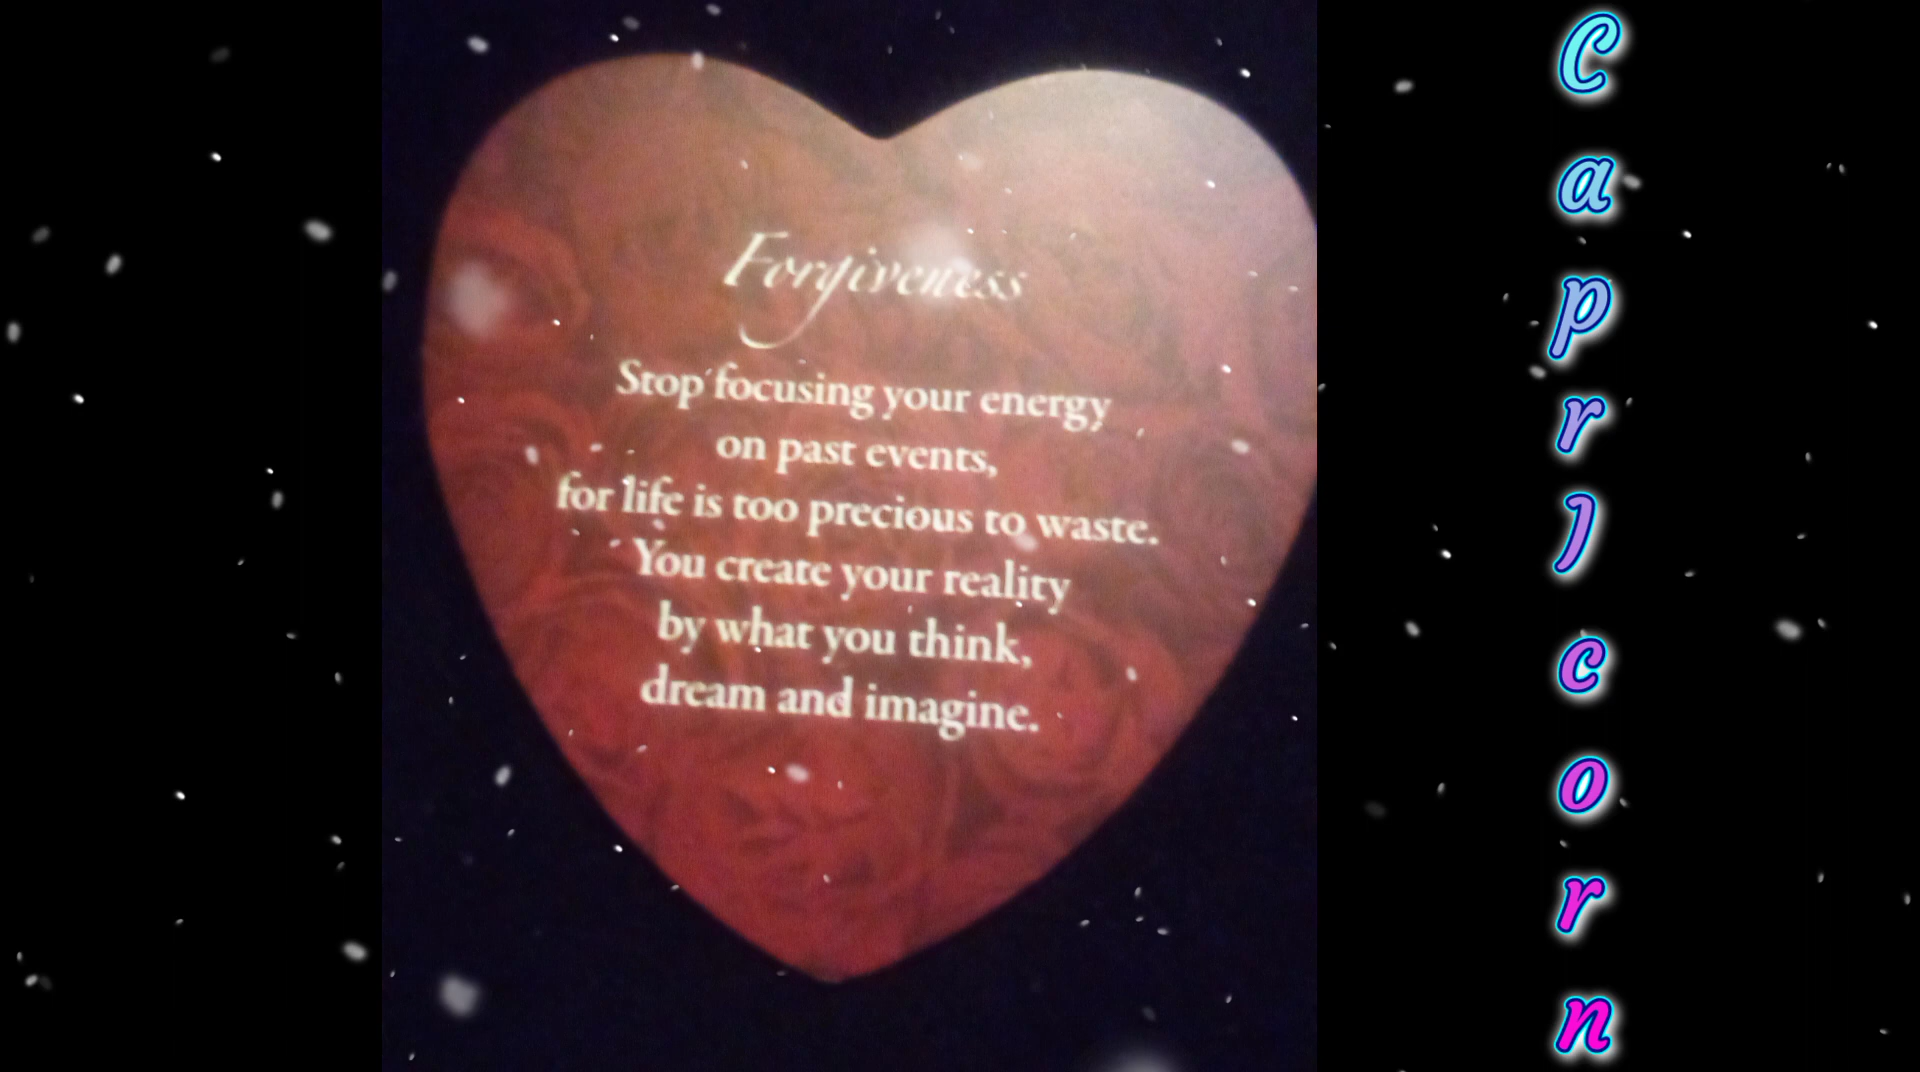 Forgiveness
Stop focusing your energy
on past events,
for life is too precious to waste.
You create your reality
by what you think,
dream and imagine.
CaprIcorn